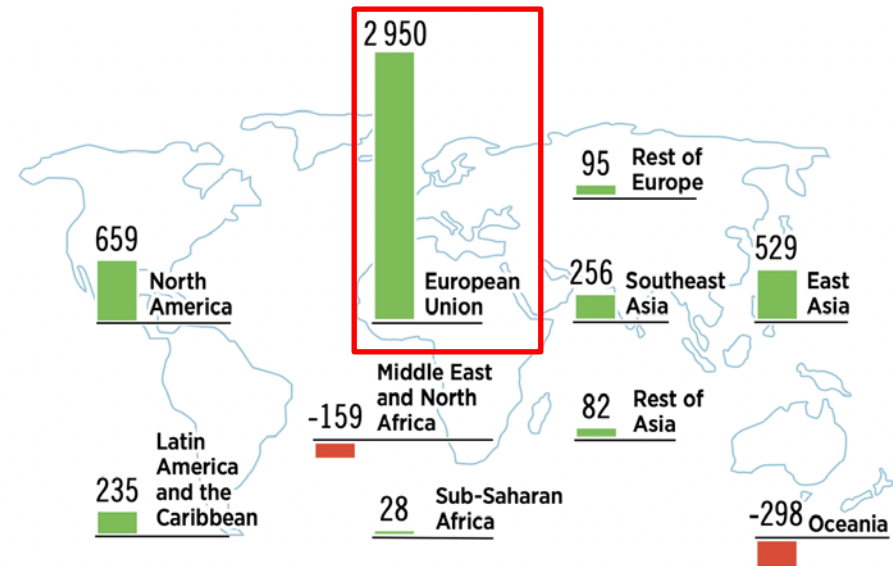 2 950
European
Union
95
Rest of
Europe
659
North
America
256
Southeast
Asia
529
East
Asia
-159
Middle East
and North
Africa
82
Rest of
Asia
235
Latin
America
and the
Caribbean
28
Sub-Saharan
Africa
-298
Oceania